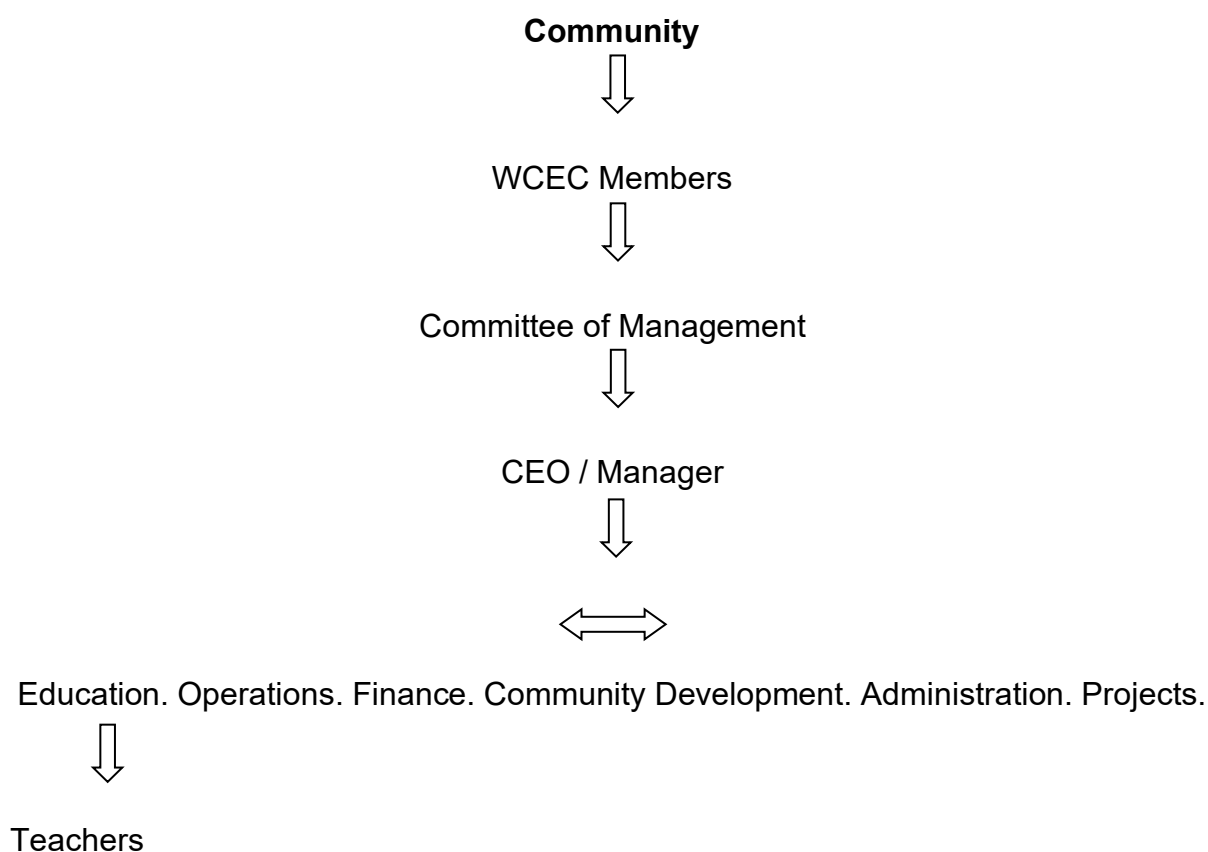 Community
WCEC Members
Committee of Management
CEO / Manager
Education. Operations. Finance. Community Development. Administration. Projects.
Teachers